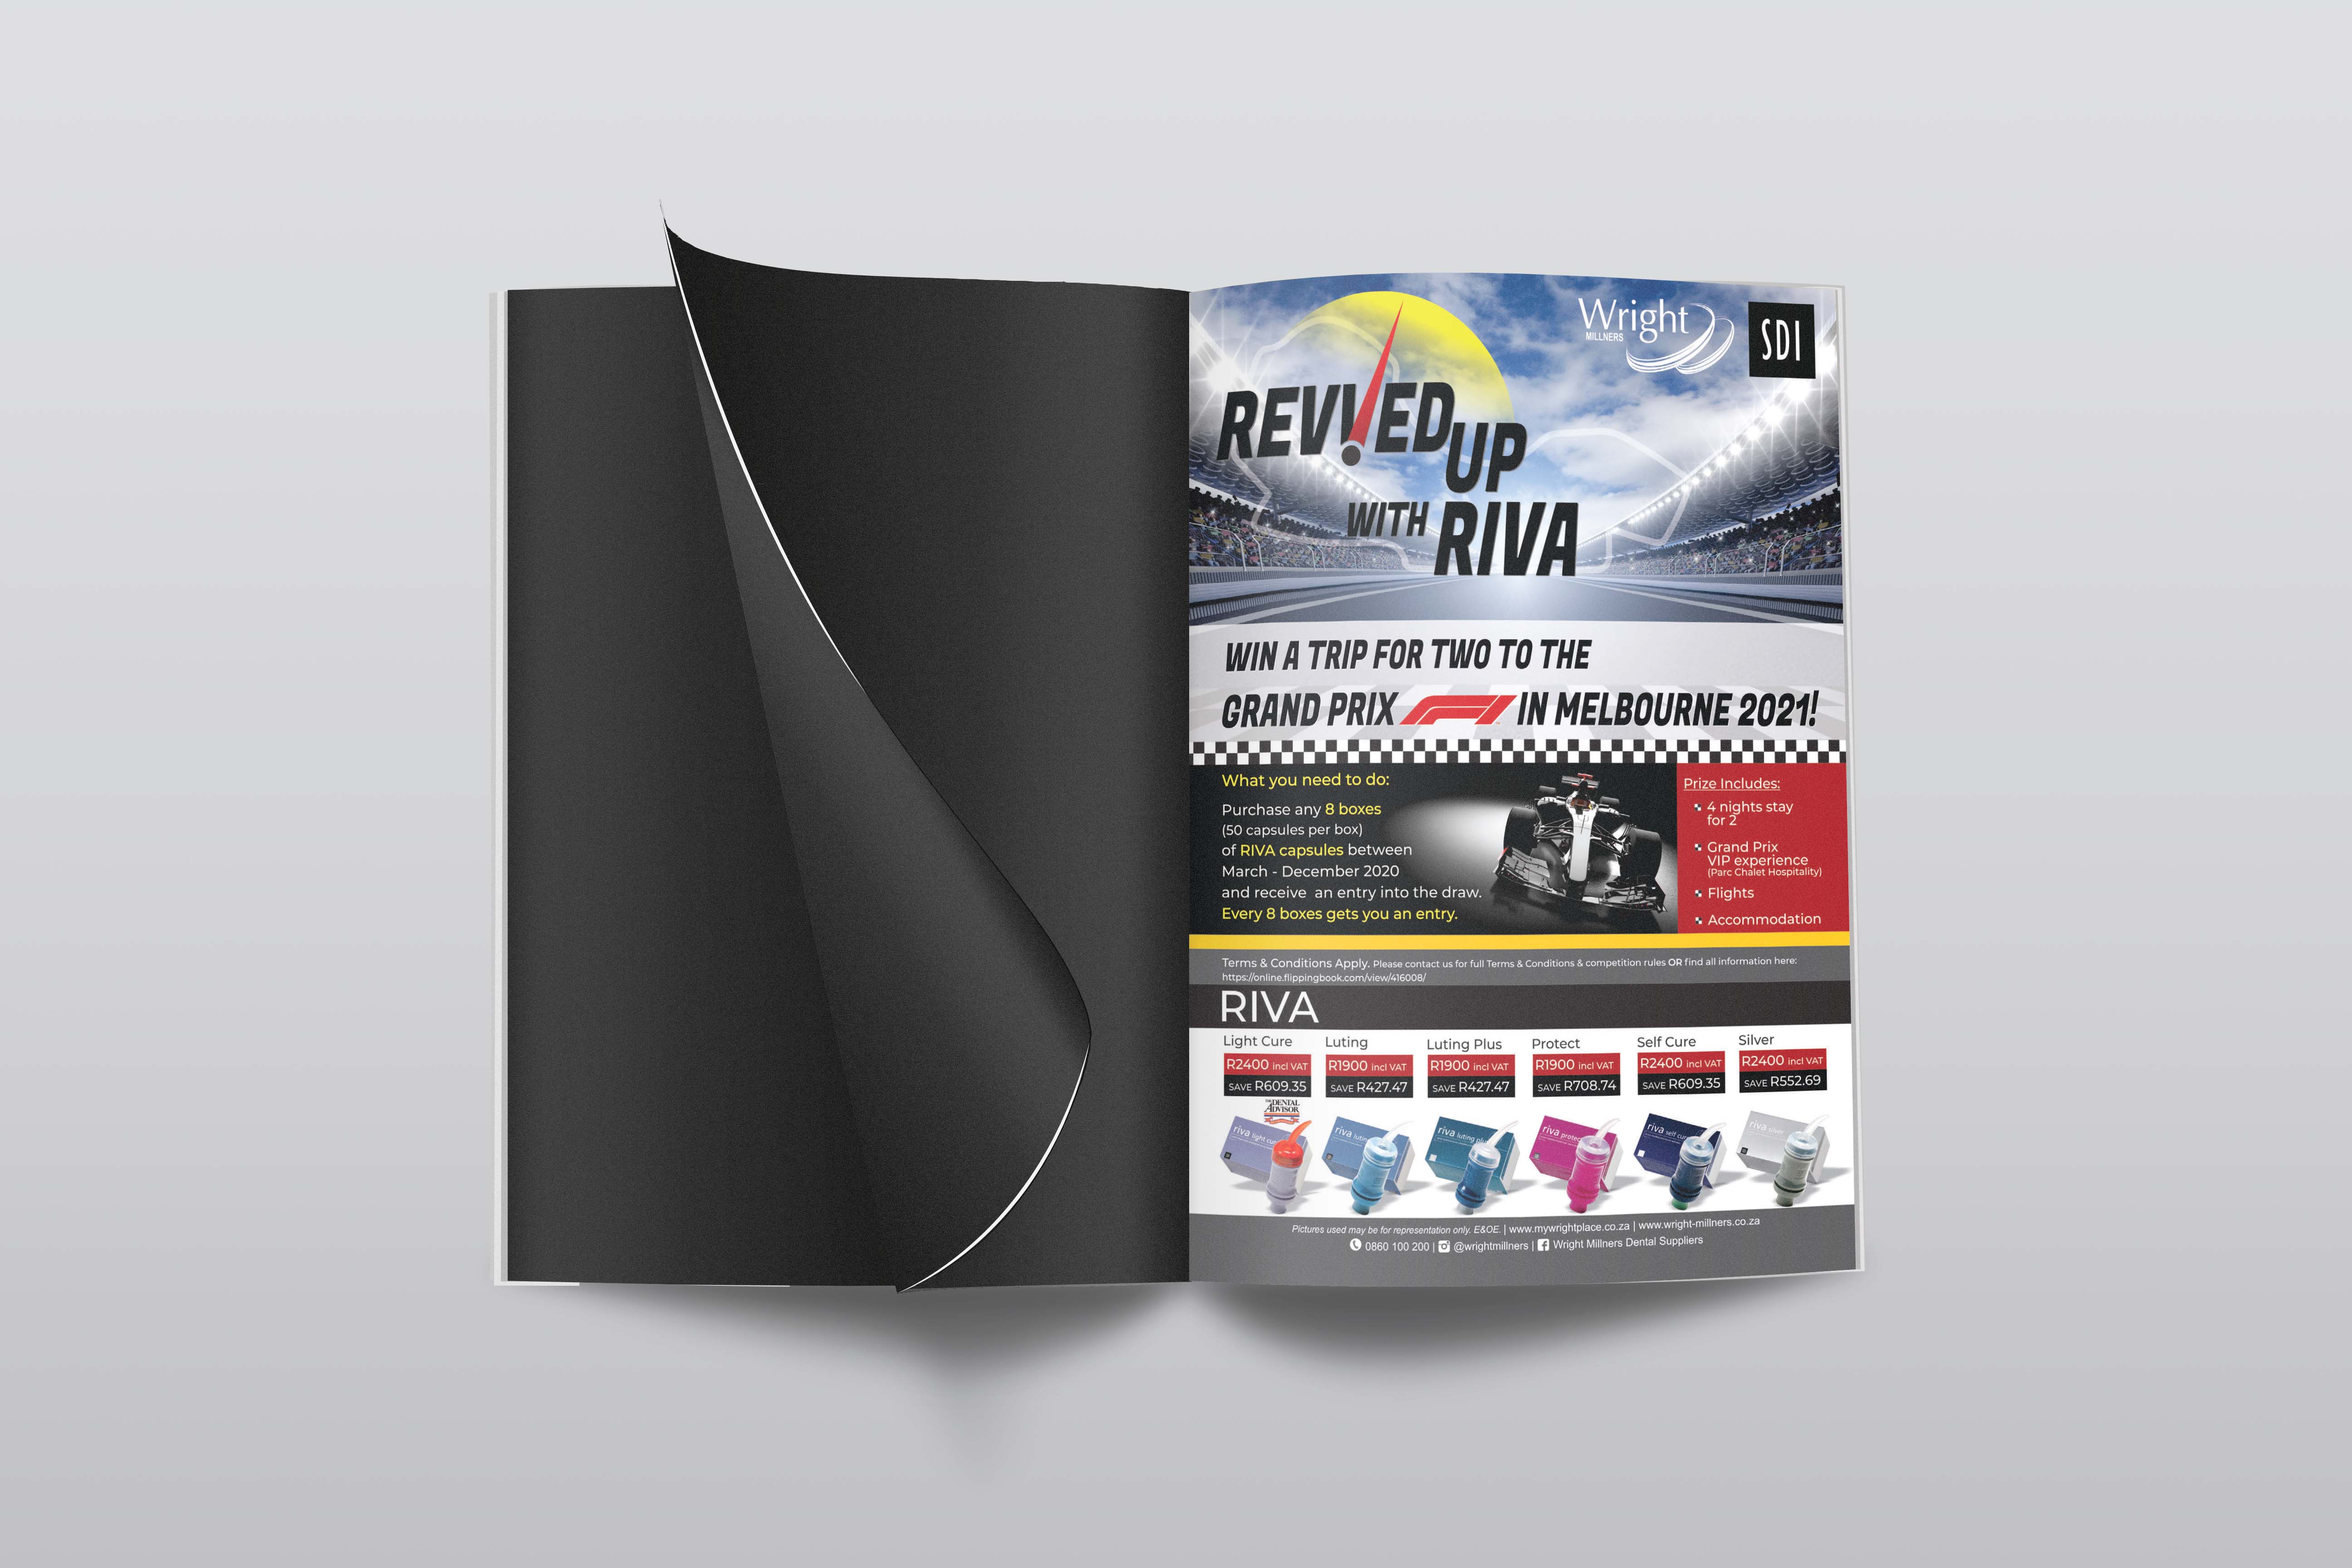 Wright
MILLNERS
SDI
REVVED
UP
WITH RIVA
WIN A TRIP FOR TWO TO THE
GRAND PRIX F1 IN MELBOURNE 2021!
What you need to do:
Purchase any 8 boxes
(50 capsules per box)
of RIVA capsules between
March - December 2020
and receive an entry into the draw.
Every 8 boxes gets you an entry.
Prize Includes:
4 nights stay
for 2
Grand Prix
VIP experience
(Parc Chalet Hospitality)
Flights
Accommodation
Terms & Conditions Apply. Please contact us for full Terms & Conditions & competition rules OR find all information here:
https://online.flippingbook.com/view/416008/
RIVA
Light Cure
R2400 incl VAT
SAVE R609.35
Luting
R1900 incl VAT
SAVE R427.47
Luting Plus
R1900 incl VAT
SAVE R427.47
Protect
R1900 incl VAT
SAVE R708.74
Self Cure
R2400 incl VAT
SAVE R609.35
Silver
R2400 incl VAT
SAVE R552.69
THE DENTAL
ADVISOR
riva light cu
riva lutin
riva luting pl
riva protec
riva self cur
riva silver
Pictures used may be for representation only. E&OE. | www.mywrightplace.co.za | www.wright-millners.co.za
0860 100 200 | @wrightmillners | Wright Millners Dental Suppliers